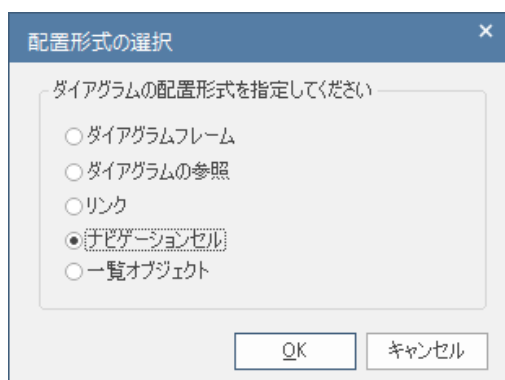 配置形式の選択
ダイアグラムの配置形式を指定してください
ダイアグラムフレーム
ダイアグラムの参照
リンク
ナビゲーションセル
一覧オブジェクト
OK
キャンセル